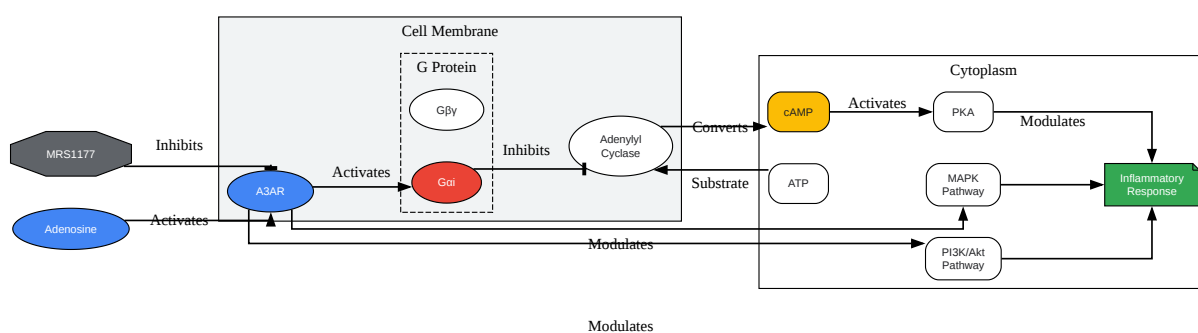 Cell Membrane
G Protein
Cytoplasm
Gβγ
cAMP
Activates
PKA
Modulates
Converts
Adenylyl
Cyclase
MRS1177
Inhibits
Inhibits
Activates
A3AR
Gαi
Substrate
ATP
MAPK
Pathway
Inflammatory
Response
Adenosine
Activates
Modulates
PI3K/Akt
Pathway
Modulates